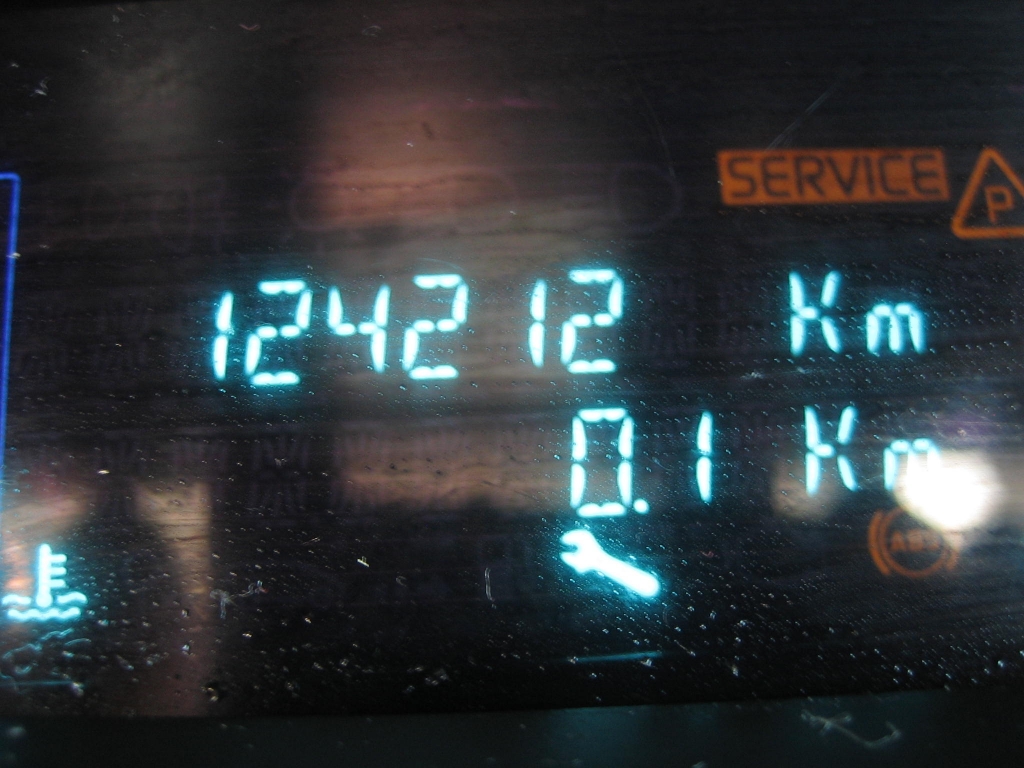 SERVICE P
124212 Km
0.1 Km
ABS